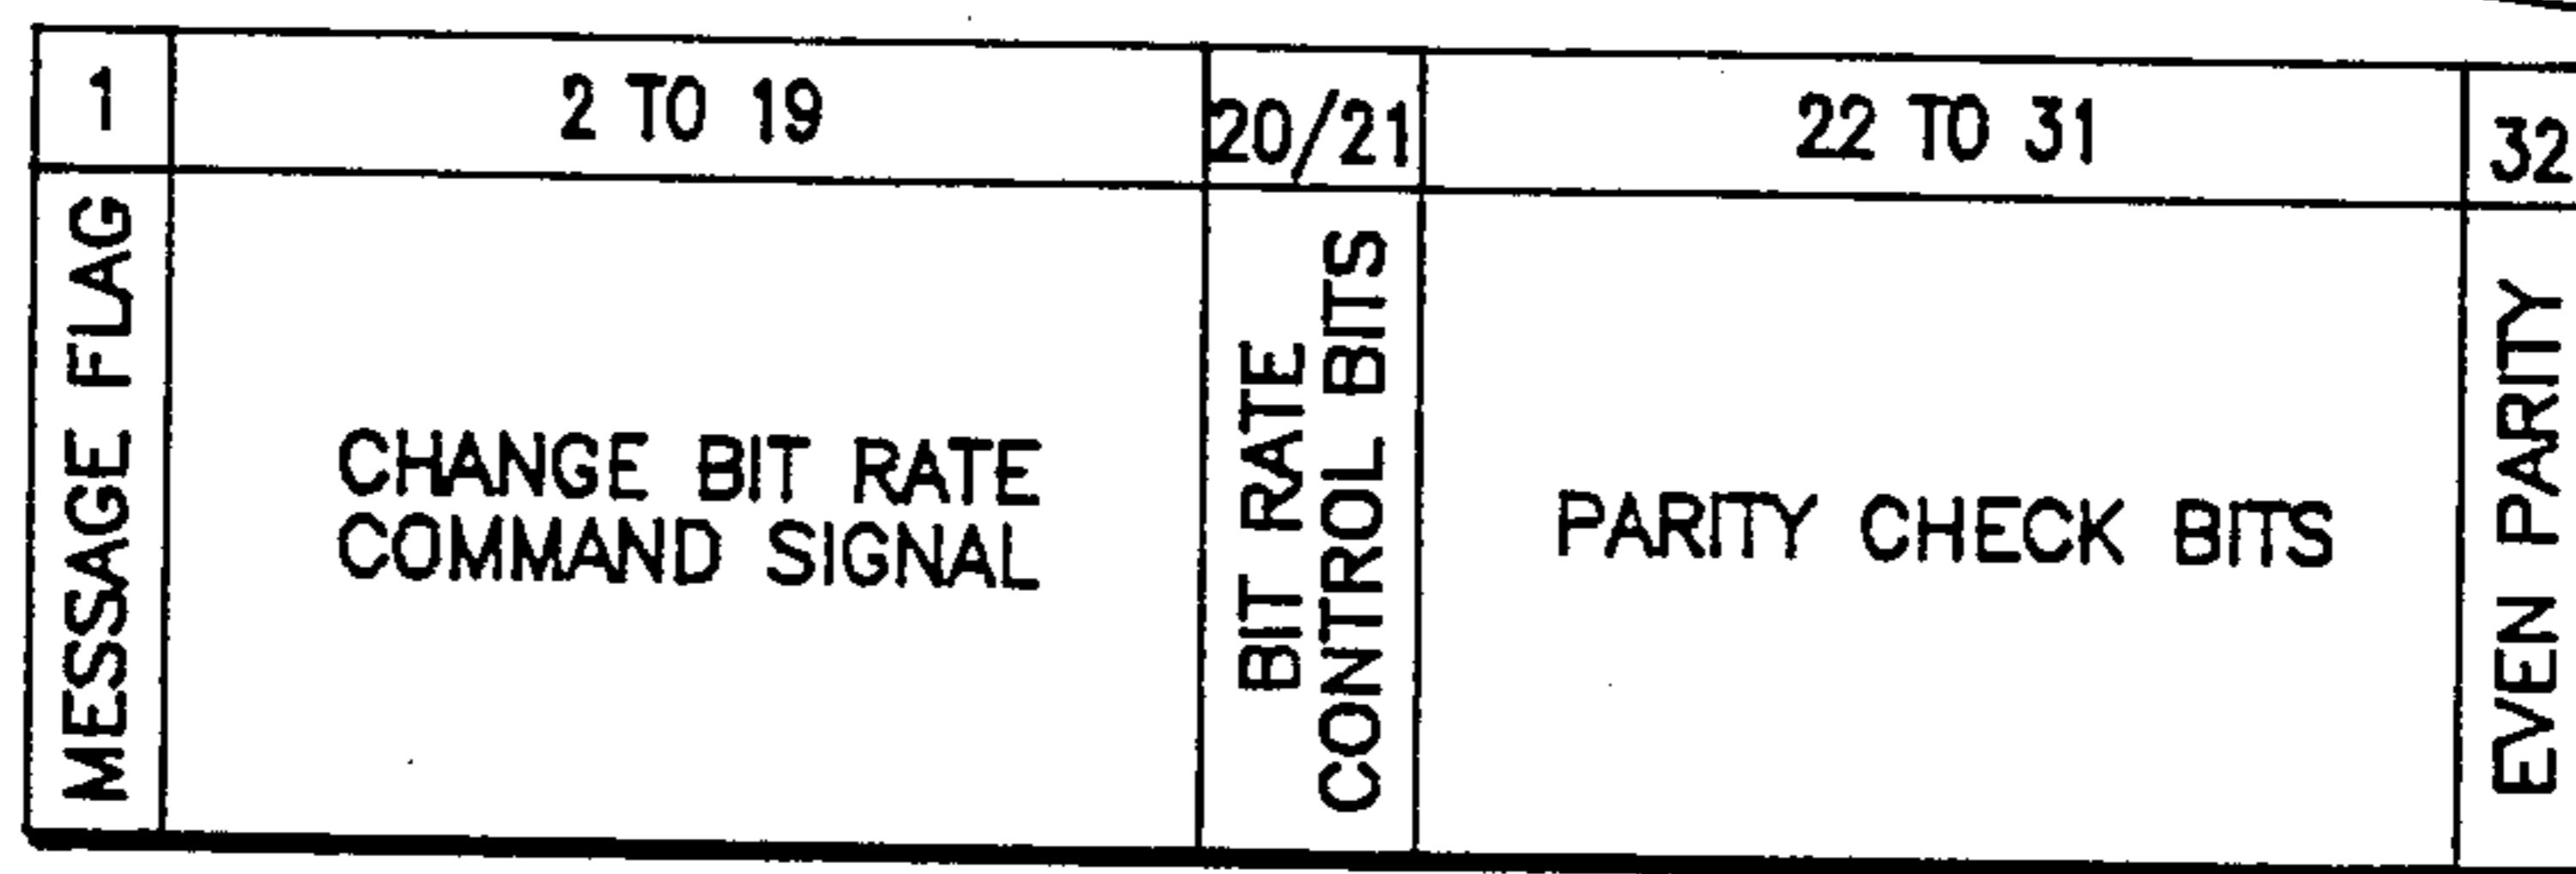 1
2 TO 19
20/21
22 TO 31
32
MESSAGE FLAG
CHANGE BIT RATE
COMMAND SIGNAL
BIT RATE
CONTROL BITS
PARITY CHECK BITS
EVEN PARITY